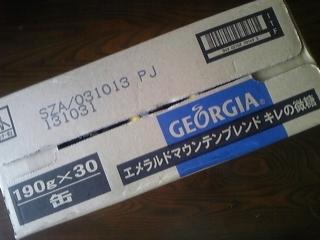 SZA/031013 PJ
131031
ITF
GEORGIA
エメラルドマウンテンブレンド キレの微糖
190g×30
缶